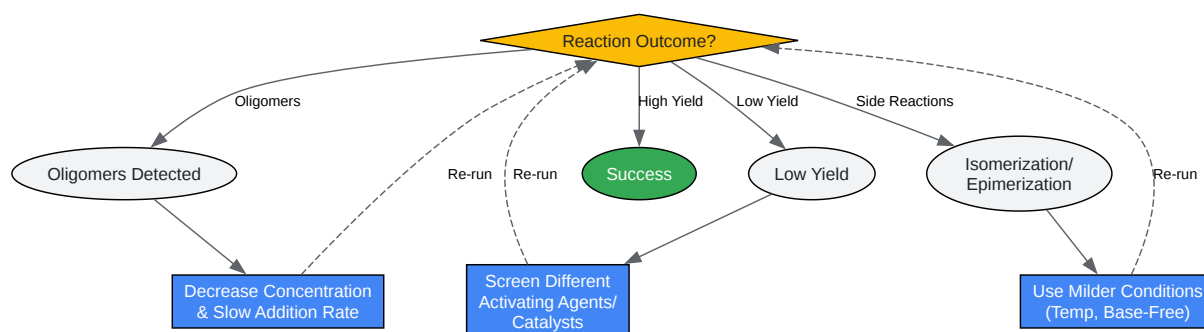 Reaction Outcome?
Oligomers
High Yield
Low Yield
Side Reactions
Oligomers Detected
Re-run
Re-run
Success
Low Yield
Isomerization/
Epimerization
Re-run
Decrease Concentration
& Slow Addition Rate
Screen Different
Activating Agents/
Catalysts
Use Milder Conditions
(Temp, Base-Free)